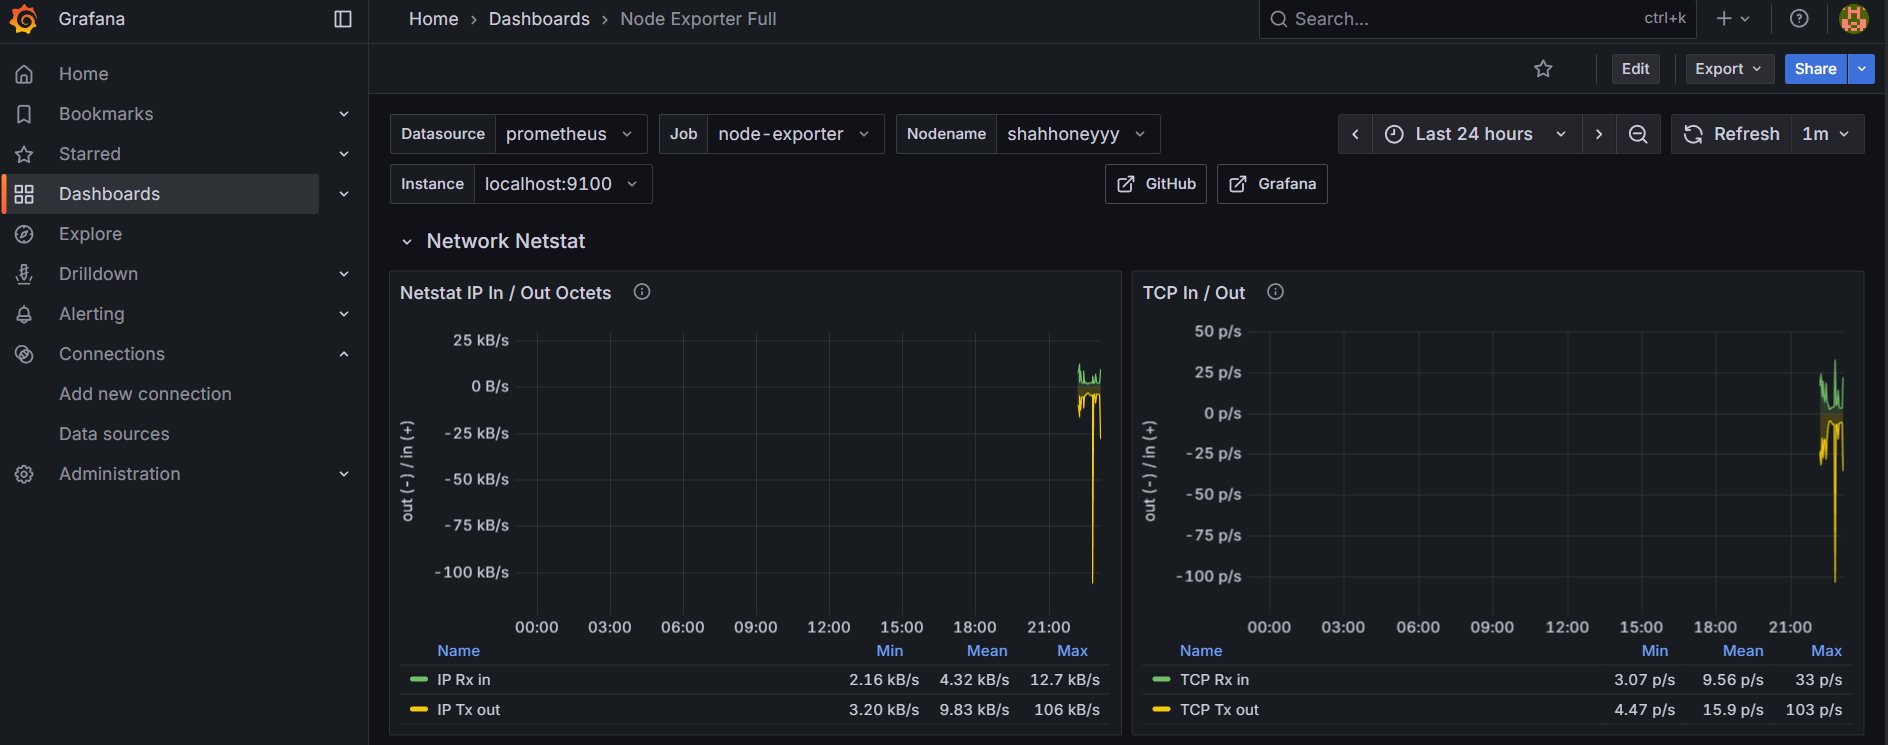 Grafana
Home › Dashboards › Node Exporter Full
Search... ctrl+k
Edit Export Share
Home
Bookmarks
Starred
Dashboards
Explore
Drilldown
Alerting
Connections
Add new connection
Data sources
Administration
Datasource prometheus Job node-exporter Nodename shahhoneyyy Last 24 hours Refresh 1m
Instance localhost:9100 GitHub Grafana
Network Netstat
Netstat IP In / Out Octets
out (-) / in (+)
25 kB/s
0 B/s
-25 kB/s
-50 kB/s
-75 kB/s
-100 kB/s
00:00 03:00 06:00 09:00 12:00 15:00 18:00 21:00
Name Min Mean Max
IP Rx in 2.16 kB/s 4.32 kB/s 12.7 kB/s
IP Tx out 3.20 kB/s 9.83 kB/s 106 kB/s
TCP In / Out
out (-) / in (+)
50 p/s
25 p/s
0 p/s
-25 p/s
-50 p/s
-75 p/s
-100 p/s
00:00 03:00 06:00 09:00 12:00 15:00 18:00 21:00
Name Min Mean Max
TCP Rx in 3.07 p/s 9.56 p/s 33 p/s
TCP Tx out 4.47 p/s 15.9 p/s 103 p/s